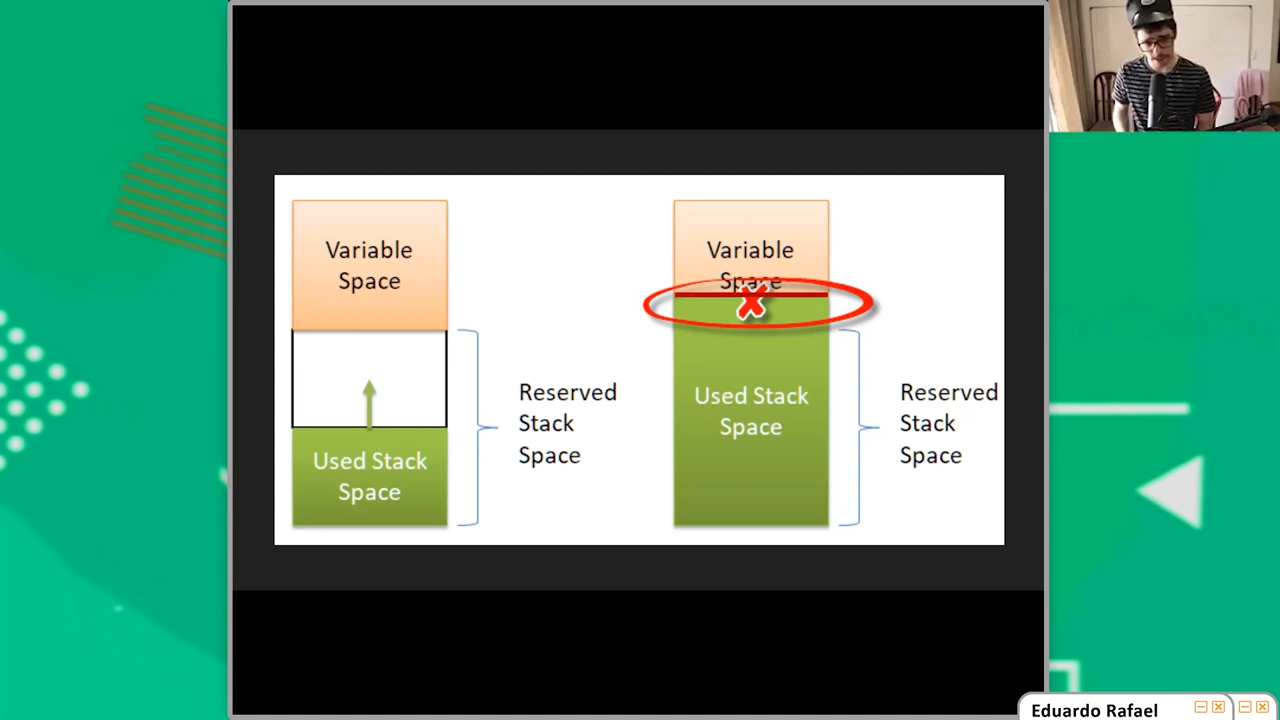 Variable
Space
Used Stack
Space
Reserved
Stack
Space
Variable
Space
Used Stack
Space
Reserved
Stack
Space
Eduardo Rafael